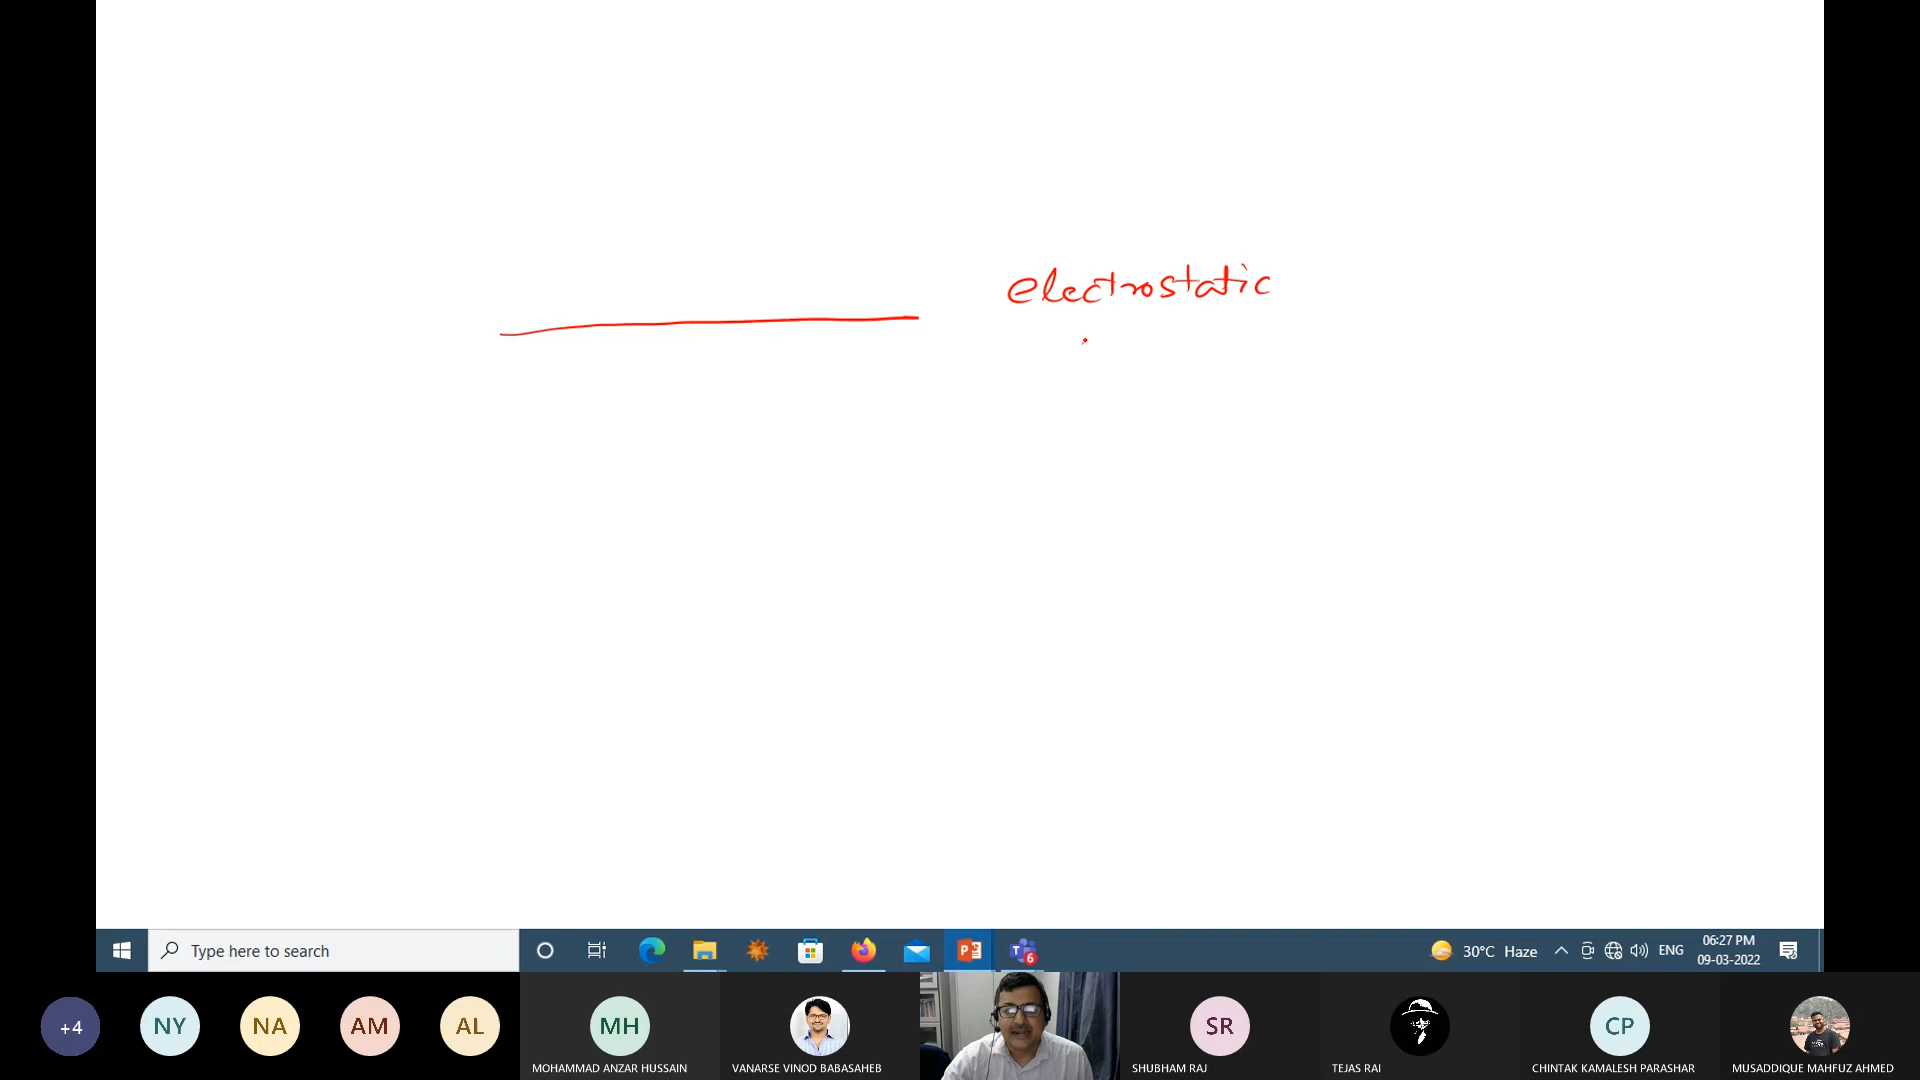 electrostatic
Type here to search
6
30°C Haze
ENG
06:27 PM
09-03-2022
+4
NY
NA
AM
AL
MH
SR
CP
MOHAMMAD ANZAR HUSSAIN
VANARSE VINOD BABASAHEB
SHUBHAM RAJ
TEJAS RAI
CHINTAK KAMALESH PARASHAR
MUSADDIQUE MAHFUZ AHMED